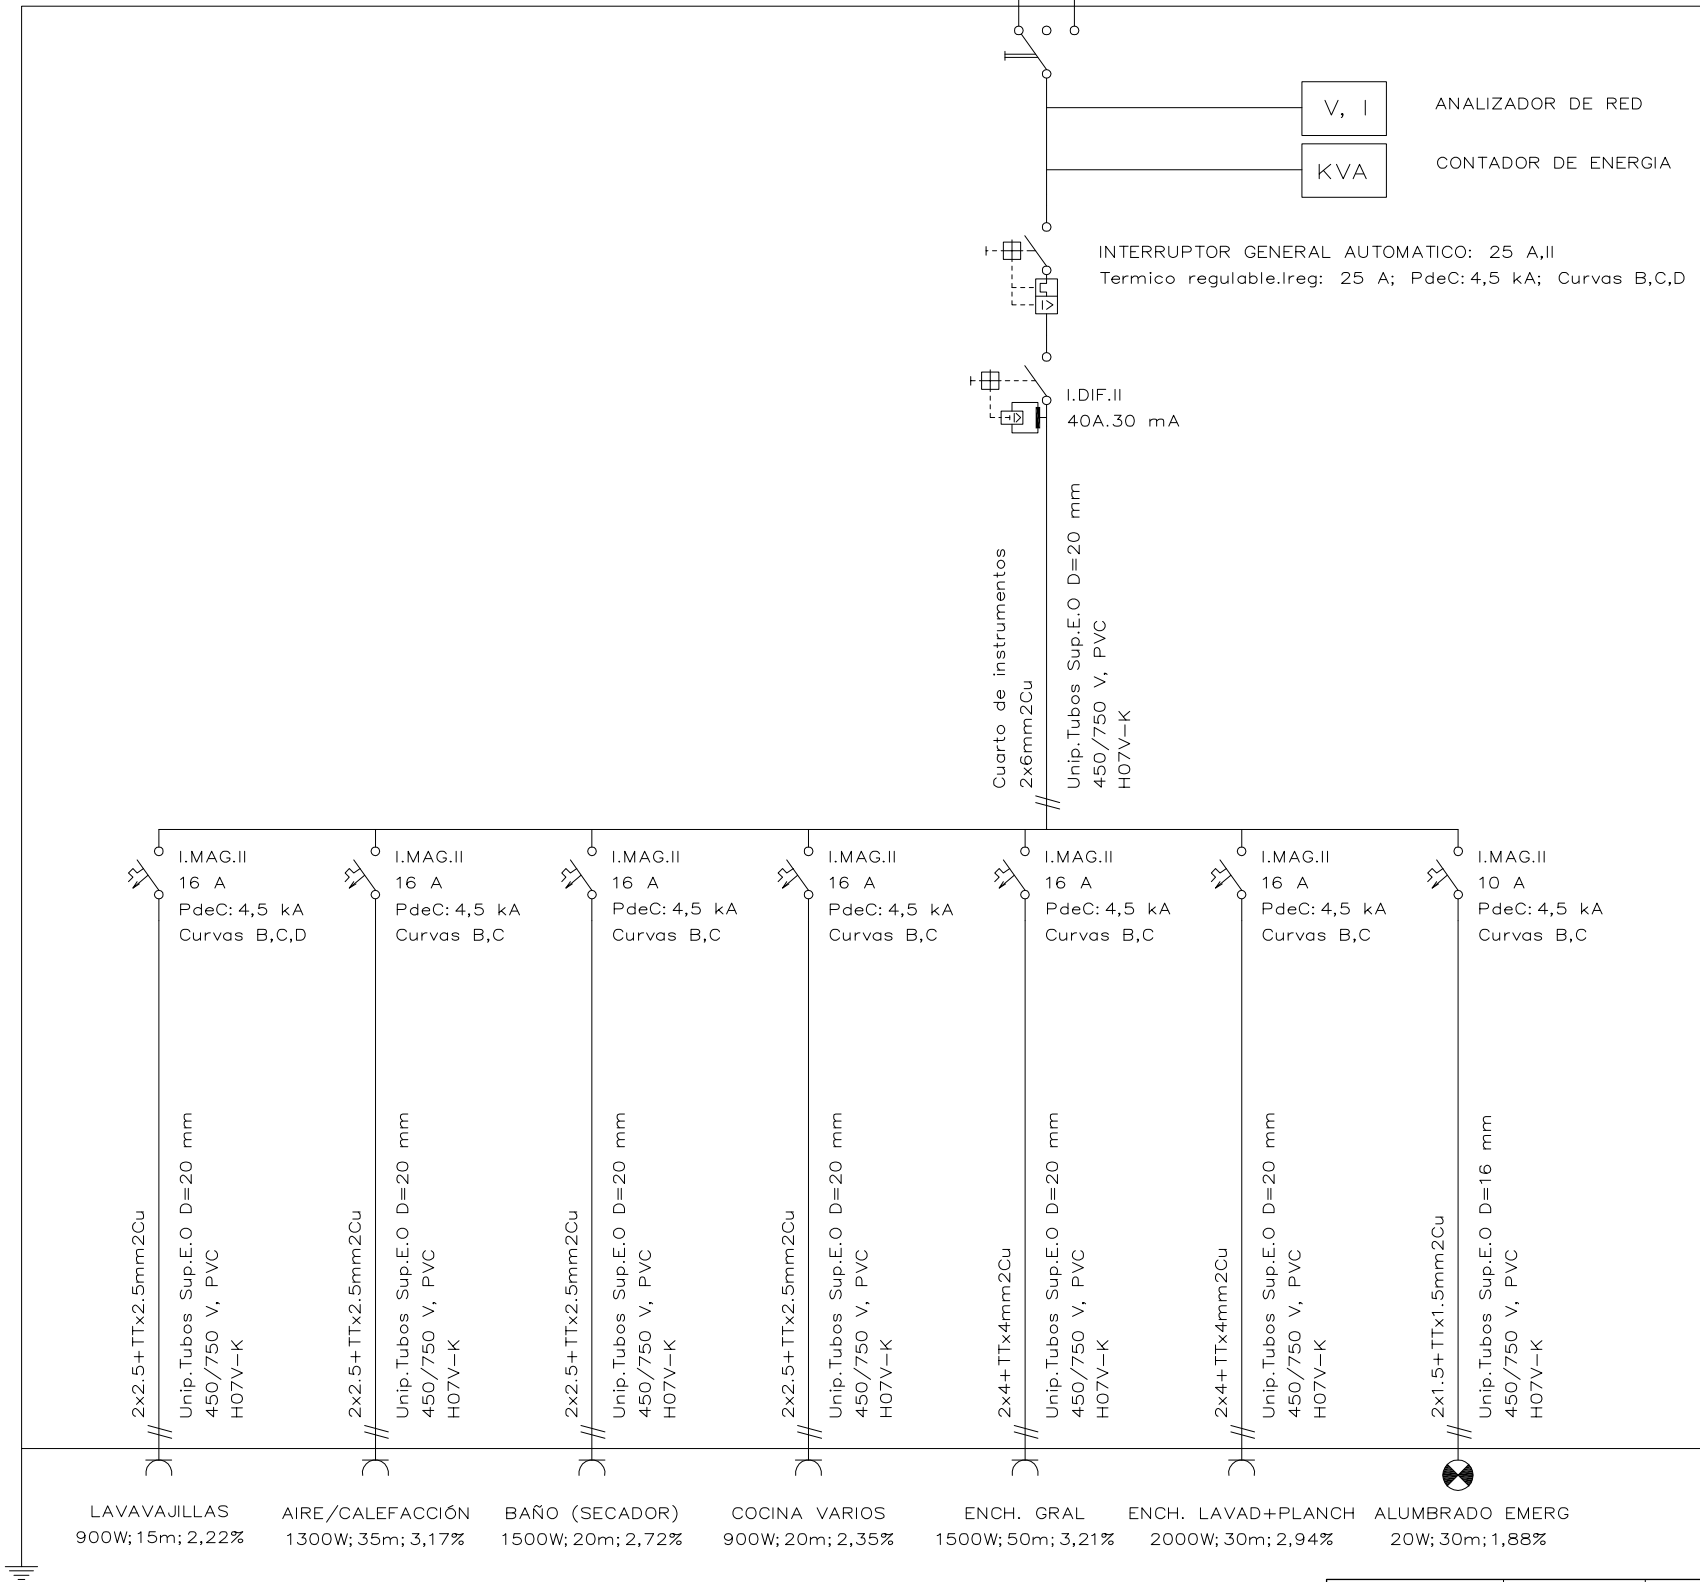 V, I
ANALIZADOR DE RED
KVA
CONTADOR DE ENERGIA
INTERRUPTOR GENERAL AUTOMATICO: 25 A,II
Termico regulable.Ireg: 25 A; PdeC: 4,5 kA; Curvas B,C,D
I.DIF.II
40A.30 mA
Cuarto de instrumentos
2x6mm2Cu
Unip.Tubos Sup.E.O D=20 mm
450/750 V, PVC
H07V-K
I.MAG.II
16 A
PdeC: 4,5 kA
Curvas B,C,D
I.MAG.II
16 A
PdeC: 4,5 kA
Curvas B,C
I.MAG.II
16 A
PdeC: 4,5 kA
Curvas B,C
I.MAG.II
16 A
PdeC: 4,5 kA
Curvas B,C
I.MAG.II
16 A
PdeC: 4,5 kA
Curvas B,C
I.MAG.II
16 A
PdeC: 4,5 kA
Curvas B,C
I.MAG.II
10 A
PdeC: 4,5 kA
Curvas B,C
2x2.5+TTx2.5mm2Cu
Unip.Tubos Sup.E.O D=20 mm
450/750 V, PVC
H07V-K
2x2.5+TTx2.5mm2Cu
Unip.Tubos Sup.E.O D=20 mm
450/750 V, PVC
H07V-K
2x2.5+TTx2.5mm2Cu
Unip.Tubos Sup.E.O D=20 mm
450/750 V, PVC
H07V-K
2x2.5+TTx2.5mm2Cu
Unip.Tubos Sup.E.O D=20 mm
450/750 V, PVC
H07V-K
2x4+TTx4mm2Cu
Unip.Tubos Sup.E.O D=20 mm
450/750 V, PVC
H07V-K
2x4+TTx4mm2Cu
Unip.Tubos Sup.E.O D=20 mm
450/750 V, PVC
H07V-K
2x1.5+TTx1.5mm2Cu
Unip.Tubos Sup.E.O D=16 mm
450/750 V, PVC
H07V-K
LAVAVAJILLAS
900W; 15m; 2,22%
AIRE/CALEFACCIÓN
1300W; 35m; 3,17%
BAÑO (SECADOR)
1500W; 20m; 2,72%
COCINA VARIOS
900W; 20m; 2,35%
ENCH. GRAL
1500W; 50m; 3,21%
ENCH. LAVAD+PLANCH
2000W; 30m; 2,94%
ALUMBRADO EMERG
20W; 30m; 1,88%